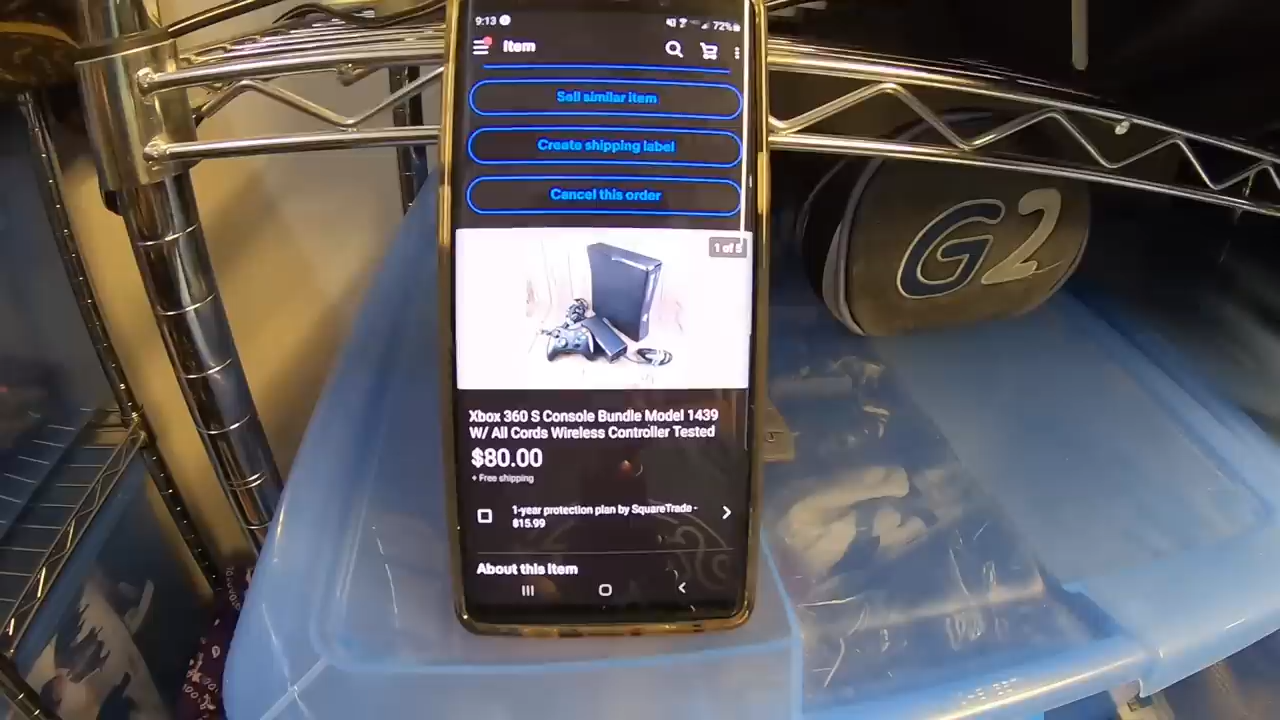 9:13
72%
Item
Sell similar item
Create shipping label
Cancel this order
1 of 5
Xbox 360 S Console Bundle Model 1439
W/ All Cords Wireless Controller Tested
$80.00
+ Free shipping
1-year protection plan by SquareTrade -
$15.99
About this item
G2